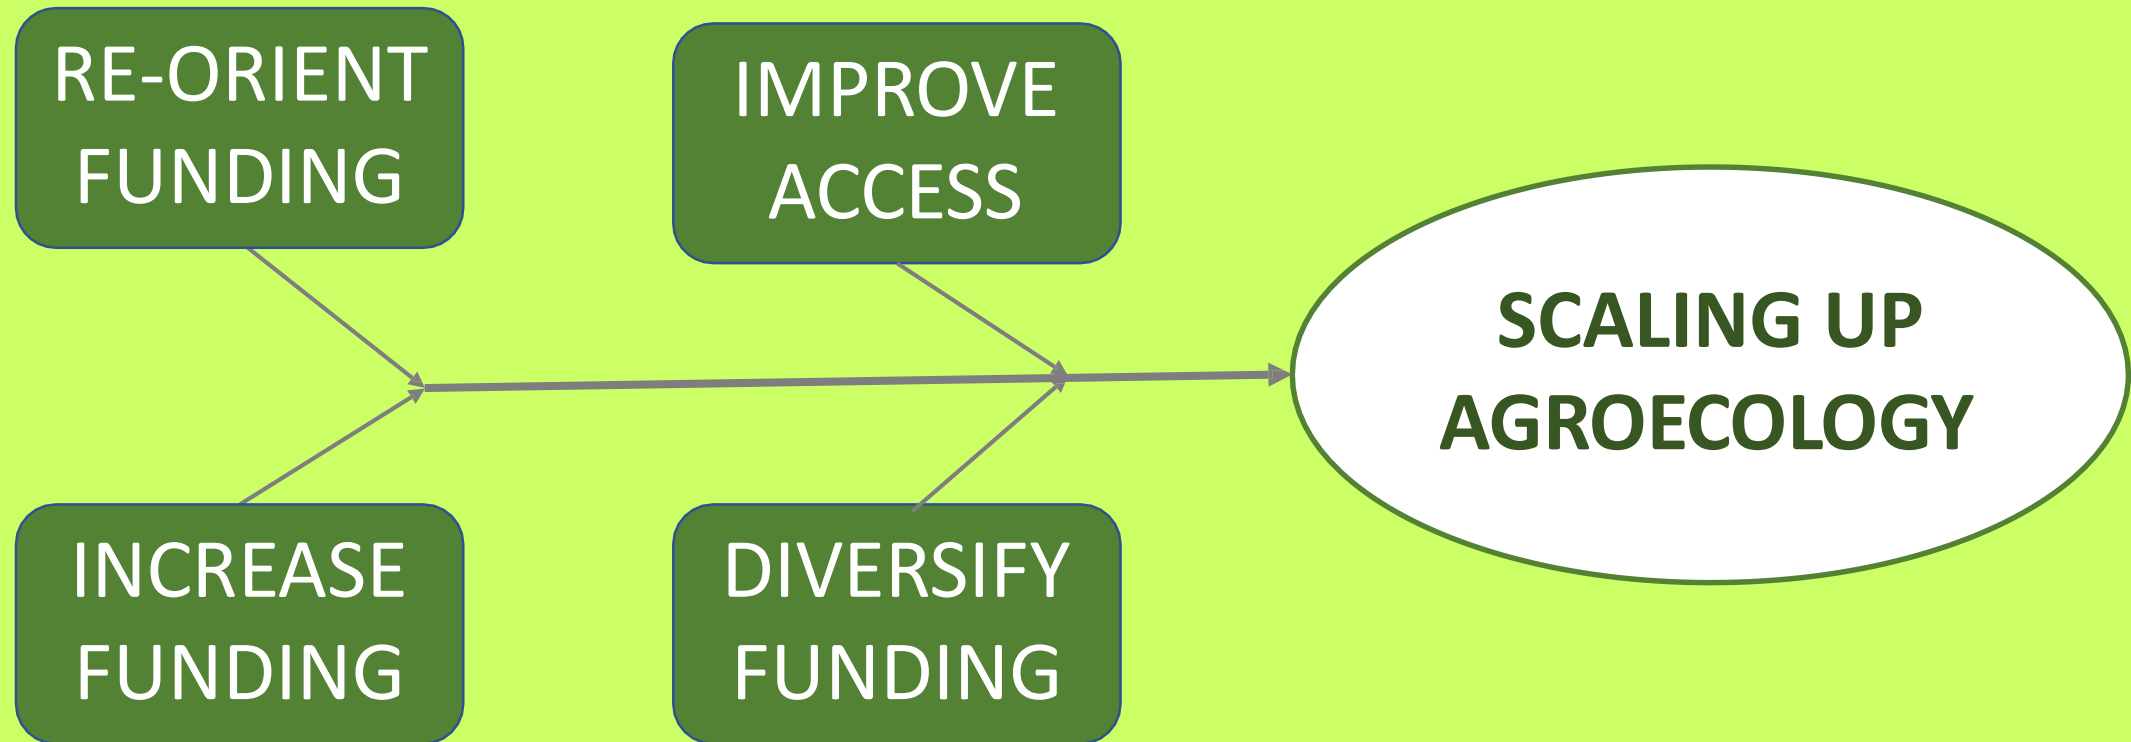 RE-ORIENT
FUNDING
IMPROVE
ACCESS
SCALING UP
AGROECOLOGY
INCREASE
FUNDING
DIVERSIFY
FUNDING